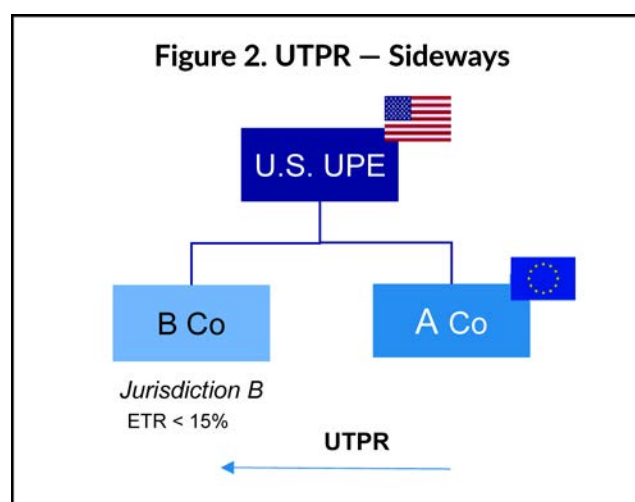 Figure 2. UTPR — Sideways
U.S. UPE
B Co
A Co
Jurisdiction B
ETR < 15%
UTPR